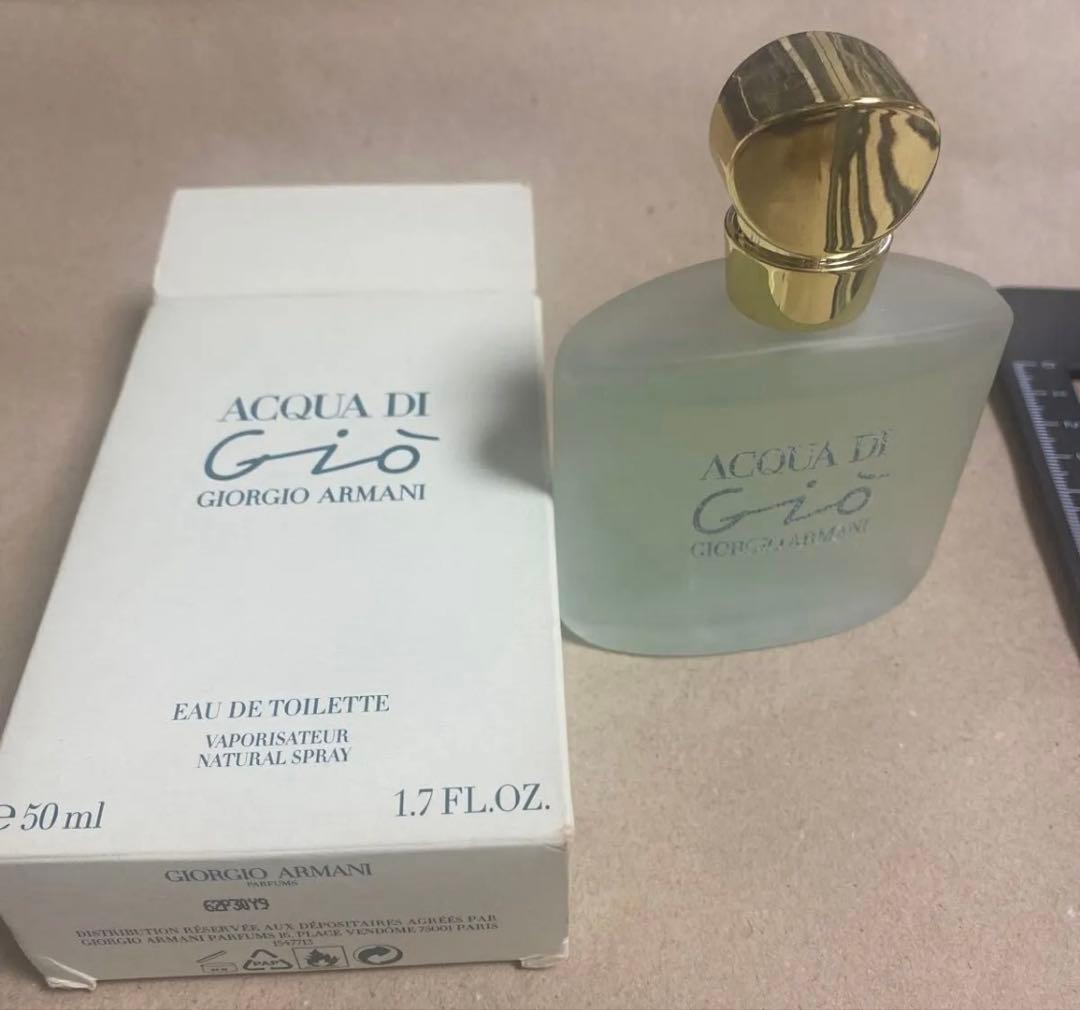 ACQUA DI
Giò
GIORGIO ARMANI
EAU DE TOILETTE
VAPORISATEUR
NATURAL SPRAY
e 50 ml
1.7 FL.OZ.
GIORGIO ARMANI
PARFUMS
62P30Y9
DISTRIBUTION RÉSERVÉE AUX DÉPOSITAIRES AGRÉÉS PAR
GIORGIO ARMANI PARFUMS 16, PLACE VENDÔME 75001 PARIS
1547713
PAP
ACQUA DI
Giò
GIORGIO ARMANI